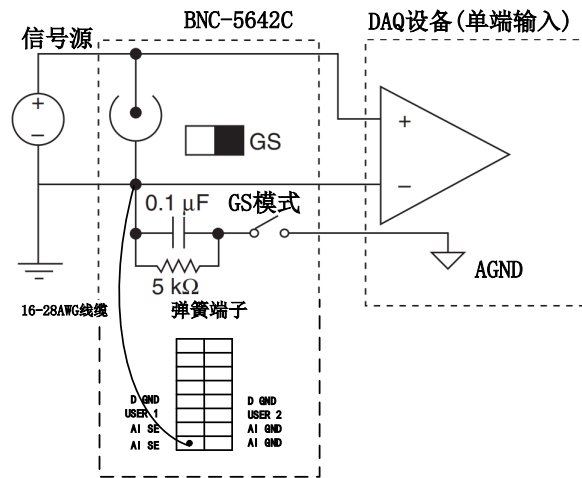 BNC-5642C
DAQ设备(单端输入)
信号源
+
−
+
−
GS
0.1 μF
GS模式
5 kΩ
AGND
16-28AWG线缆
弹簧端子
D GND
USER 1
AI SE
AI SE
D GND
USER 2
AI GND
AI GND